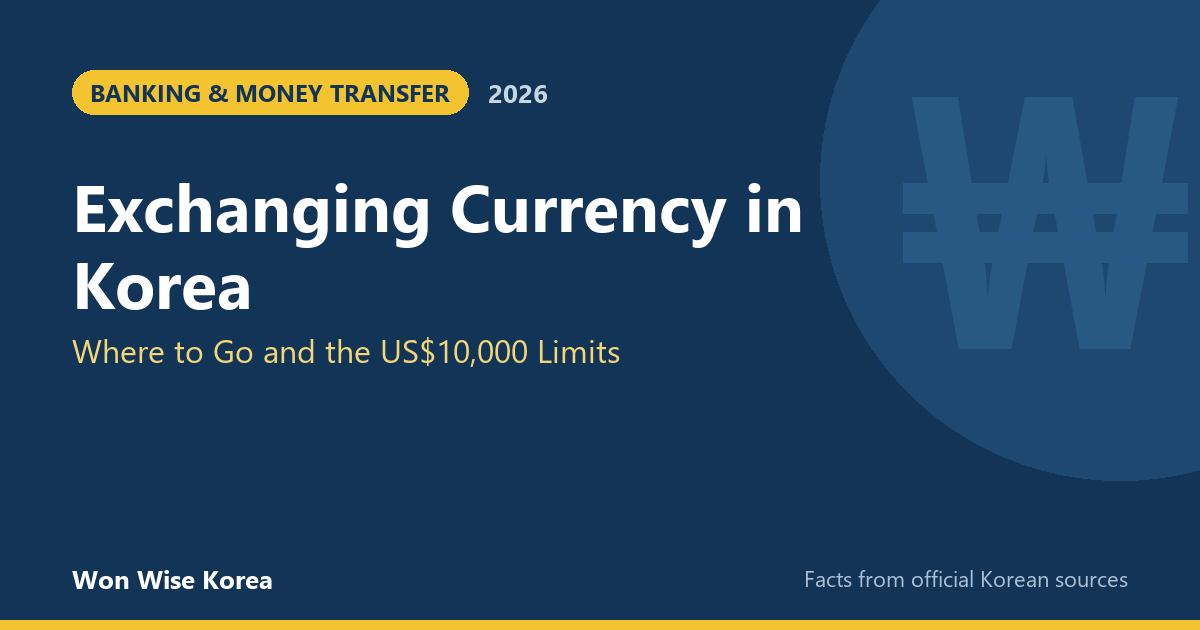 BANKING & MONEY TRANSFER 2026
Exchanging Currency in
Korea
Where to Go and the US$10,000 Limits
₩
Won Wise Korea
Facts from official Korean sources